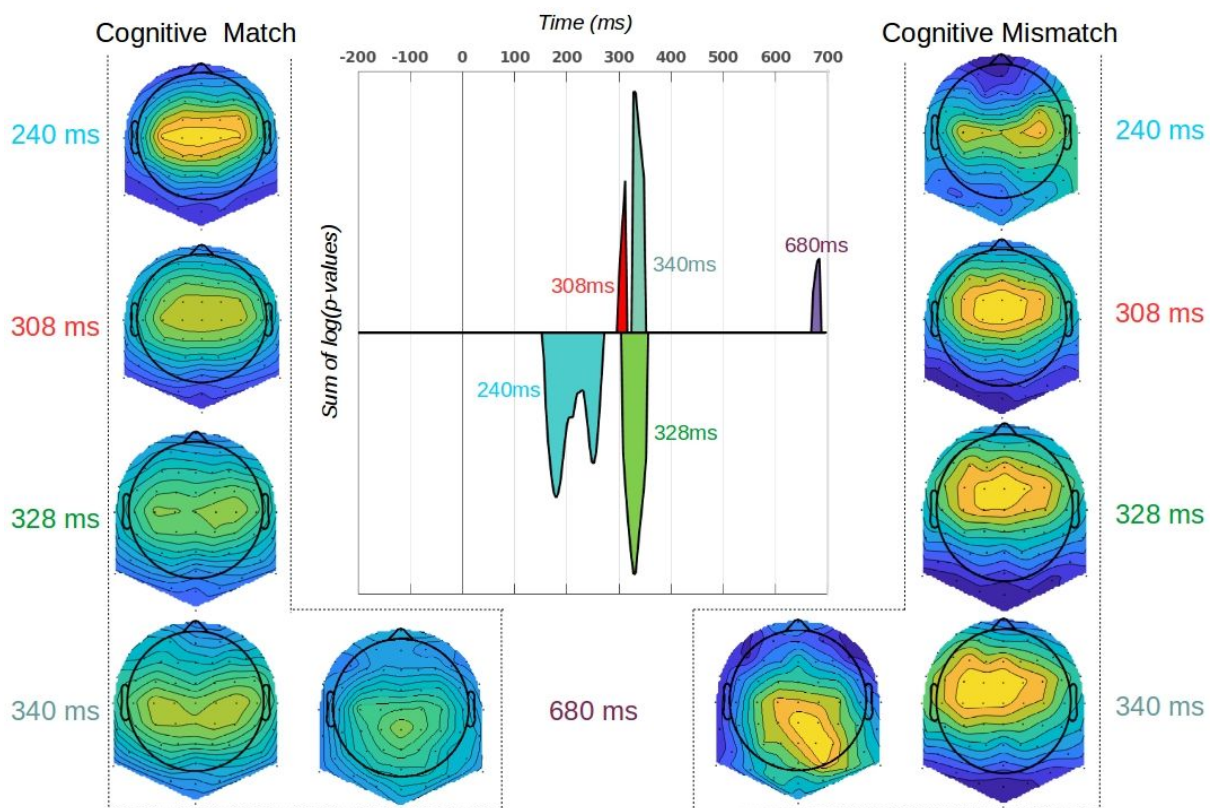 Time (ms)
Cognitive Match
Cognitive Mismatch
-200 -100 0 100 200 300 400 500 600 700
240 ms
240 ms
680ms
340ms
308ms
308 ms
308 ms
Sum of log(p-values)
240ms
328ms
328 ms
328 ms
340 ms
680 ms
340 ms